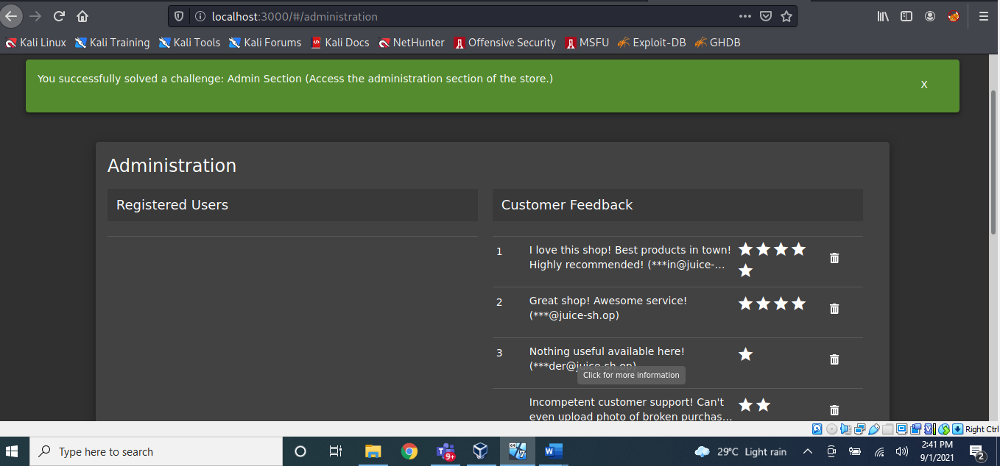 localhost:3000/#/administration
Kali Linux Kali Training Kali Tools Kali Forums Kali Docs NetHunter Offensive Security MSFU Exploit-DB GHDB
You successfully solved a challenge: Admin Section (Access the administration section of the store.)
X
Administration
Registered Users
Customer Feedback
1
I love this shop! Best products in town!
Highly recommended! (***in@juice-...
2
Great shop! Awesome service!
(***@juice-sh.op)
3
Nothing useful available here!
(***der@juice-sh.op)
Click for more information
Incompetent customer support! Can't
even upload photo of broken purchas...
Right Ctrl
Type here to search
9+
W
29°C Light rain
2:41 PM
9/1/2021
2